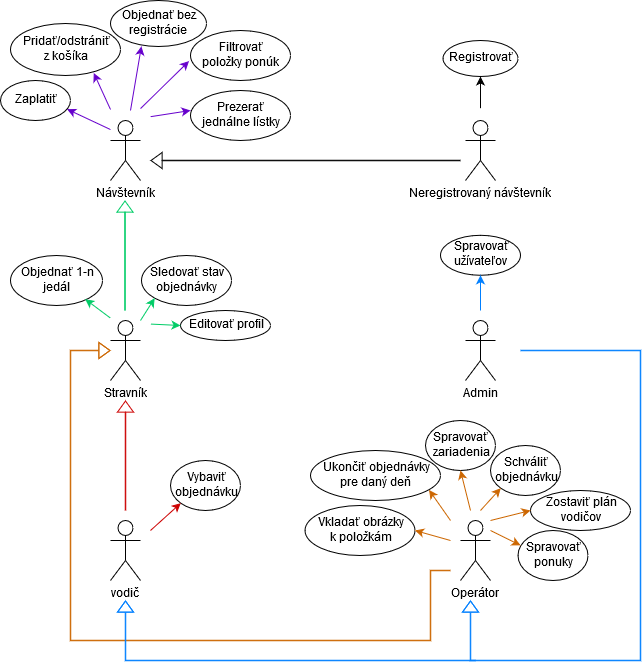 Objednať bez
registrácie
Pridať/odstrániť
z košíka
Filtrovať
položky ponúk
Registrovať
Zaplatiť
Prezerať
jednálne lístky
Návštevník
Neregistrovaný návštevník
Spravovať
užívateľov
Objednať 1-n
jedál
Sledovať stav
objednávky
Editovať profil
Stravník
Admin
Spravovať
zariadenia
Ukončiť objednávky
pre daný deň
Schváliť
objednávku
Vybaviť
objednávku
Zostaviť plán
vodičov
Vkladať obrázky
k položkám
Spravovať
ponuky
vodič
Operátor